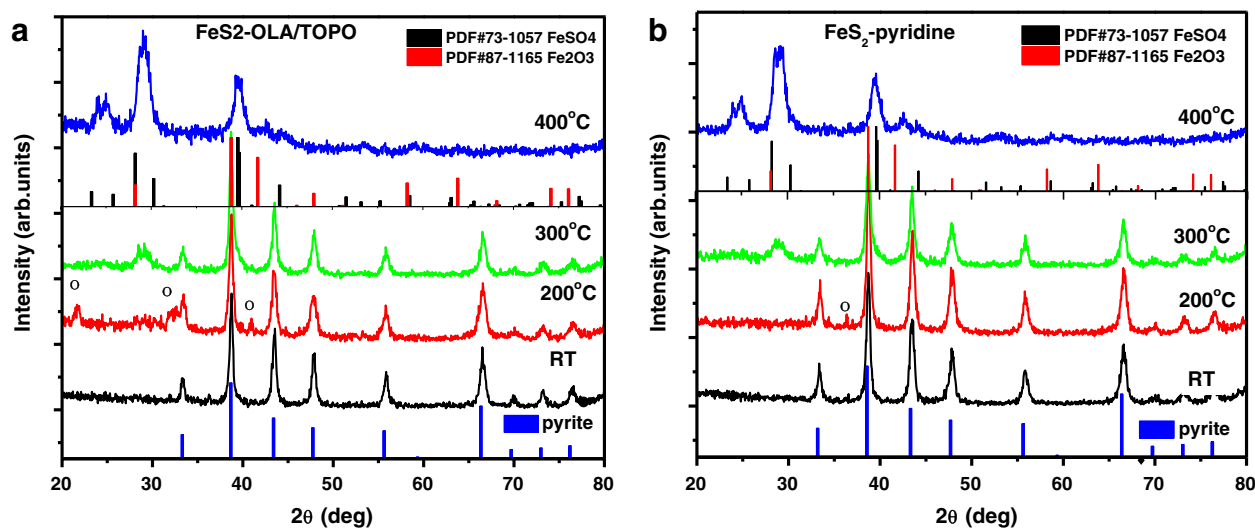 a
FeS2-OLA/TOPO
PDF#73-1057 FeSO4
PDF#87-1165 Fe2O3
400°C
300°C
200°C
o
o
o
RT
pyrite
Intensity (arb.units)
20 30 40 50 60 70 80
2θ (deg)
b
FeS₂-pyridine
PDF#73-1057 FeSO4
PDF#87-1165 Fe2O3
400°C
300°C
200°C
o
RT
pyrite
Intensity (arb.units)
20 30 40 50 60 70 80
2θ (deg)